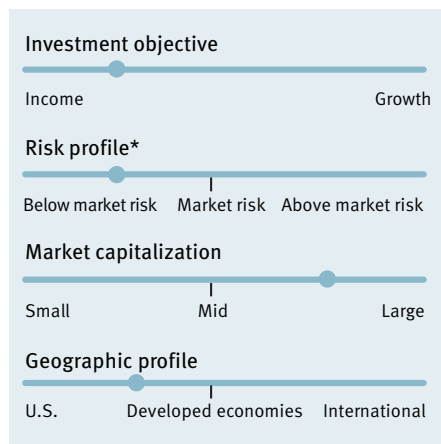 Investment objective
Income Growth
Risk profile*
Below market risk Market risk Above market risk
Market capitalization
Small Mid Large
Geographic profile
U.S. Developed economies International